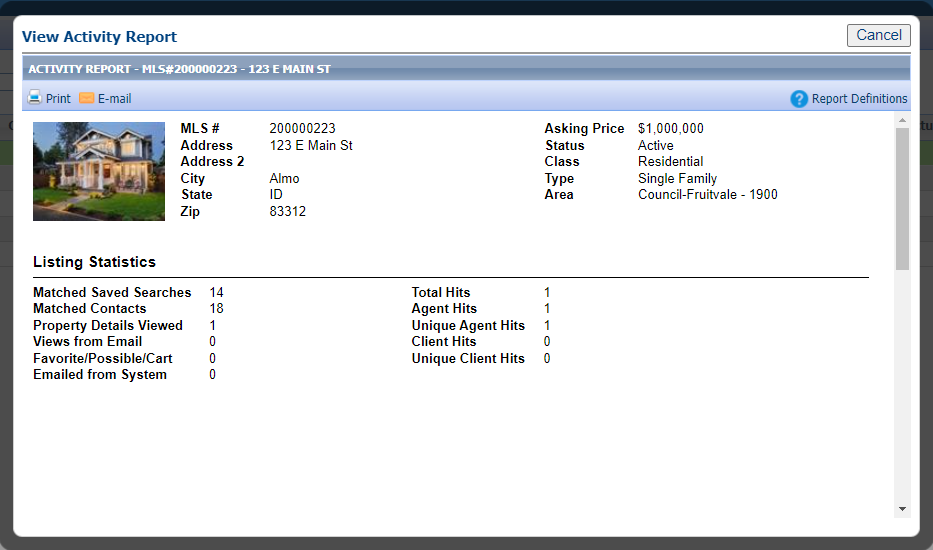 View Activity Report
Cancel
ACTIVITY REPORT - MLS#200000223 - 123 E MAIN ST
Print E-mail Report Definitions
MLS # 200000223 Asking Price $1,000,000
Address 123 E Main St Status Active
Address 2 Class Residential
City Almo Type Single Family
State ID Area Council-Fruitvale - 1900
Zip 83312
Listing Statistics
Matched Saved Searches 14 Total Hits 1
Matched Contacts 18 Agent Hits 1
Property Details Viewed 1 Unique Agent Hits 1
Views from Email 0 Client Hits 0
Favorite/Possible/Cart 0 Unique Client Hits 0
Emailed from System 0